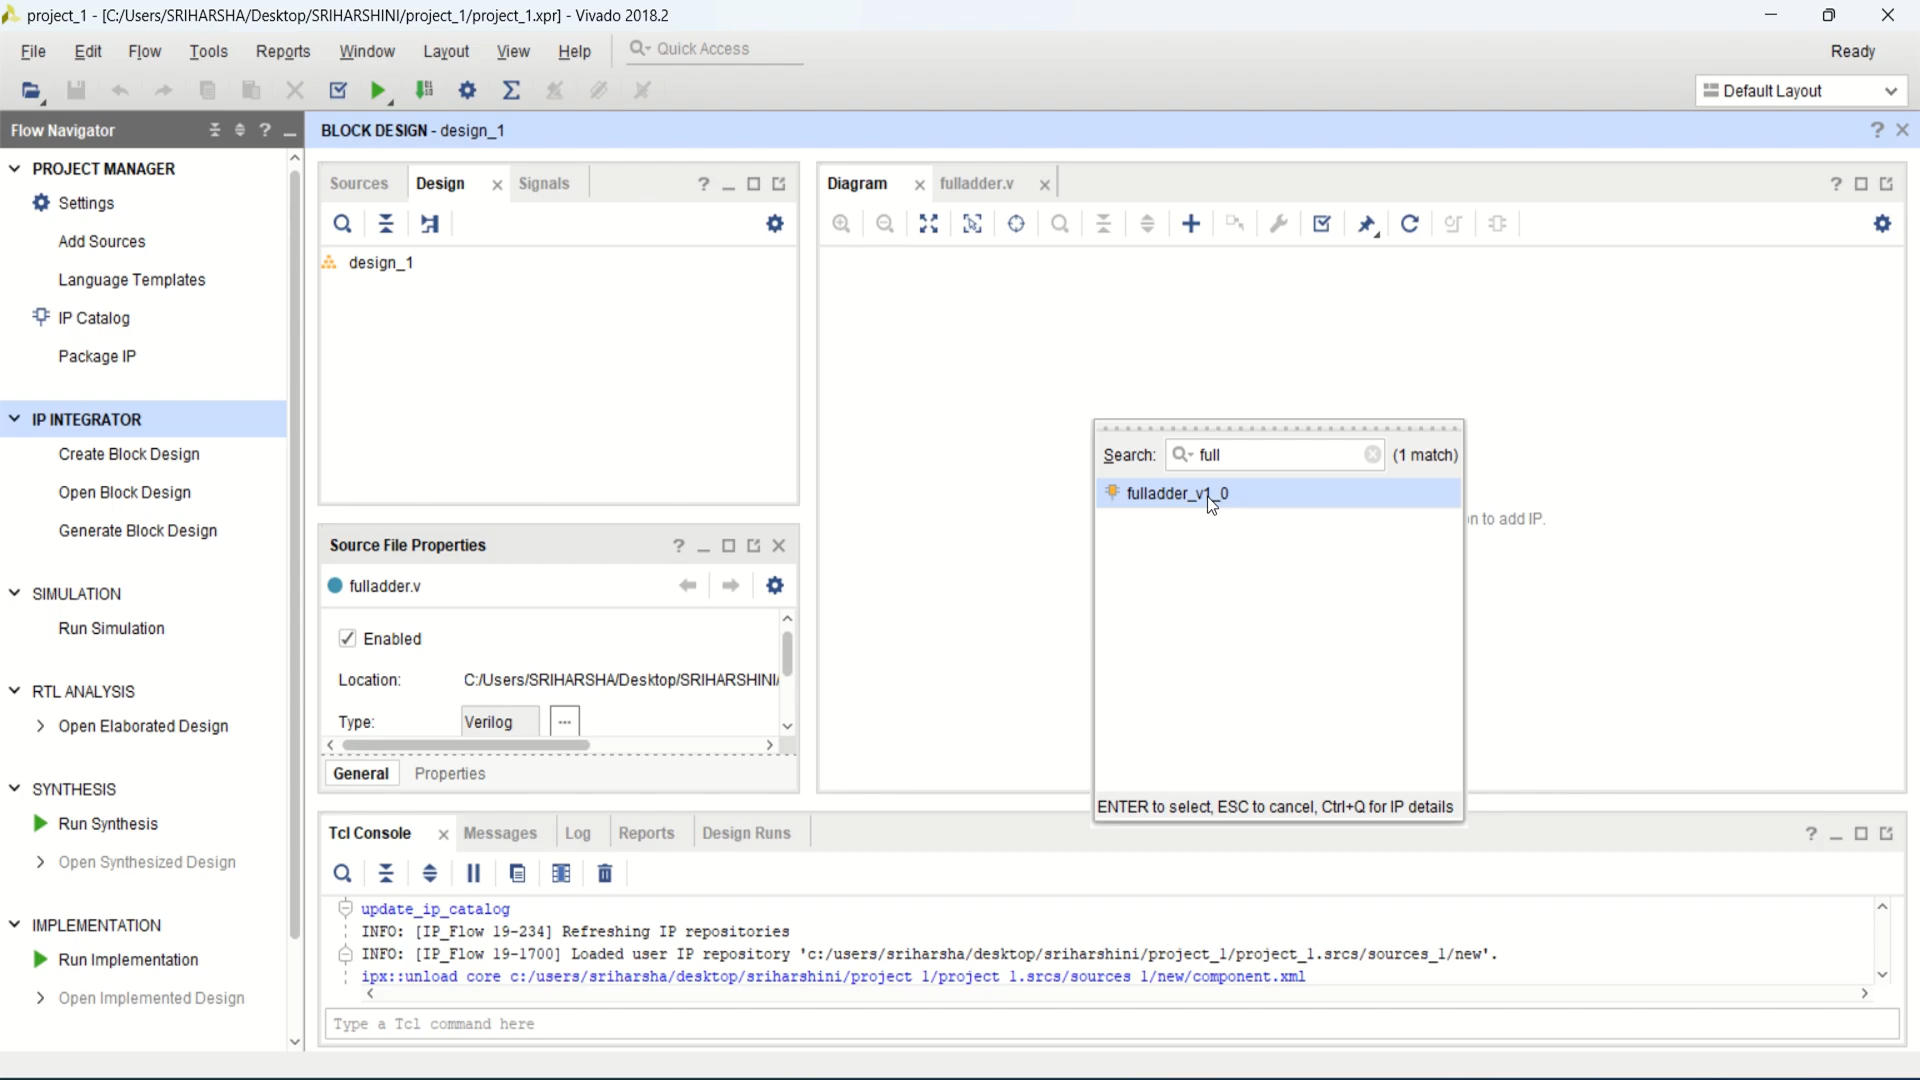 project_1 - [C:/Users/SRIHARSHA/Desktop/SRIHARSHINI/project_1/project_1.xpr] - Vivado 2018.2
File Edit Flow Tools Reports Window Layout View Help Quick Access Ready
Default Layout
Flow Navigator
PROJECT MANAGER
Settings
Add Sources
Language Templates
IP Catalog
Package IP
IP INTEGRATOR
Create Block Design
Open Block Design
Generate Block Design
SIMULATION
Run Simulation
RTL ANALYSIS
Open Elaborated Design
SYNTHESIS
Run Synthesis
Open Synthesized Design
IMPLEMENTATION
Run Implementation
Open Implemented Design
BLOCK DESIGN - design_1
Sources Design Signals
design_1
Source File Properties
fulladder.v
Enabled
Location: C:/Users/SRIHARSHA/Desktop/SRIHARSHINI/
Type: Verilog ...
General Properties
Diagram fulladder.v
Search: full (1 match)
fulladder_v1_0
n to add IP.
ENTER to select, ESC to cancel, Ctrl+Q for IP details
Tcl Console Messages Log Reports Design Runs
update_ip_catalog
INFO: [IP_Flow 19-234] Refreshing IP repositories
INFO: [IP_Flow 19-1700] Loaded user IP repository 'c:/users/sriharsha/desktop/sriharshini/project_1/project_1.srcs/sources_1/new'.
ipx::unload_core c:/users/sriharsha/desktop/sriharshini/project_1/project_1.srcs/sources_1/new/component.xml
Type a Tcl command here